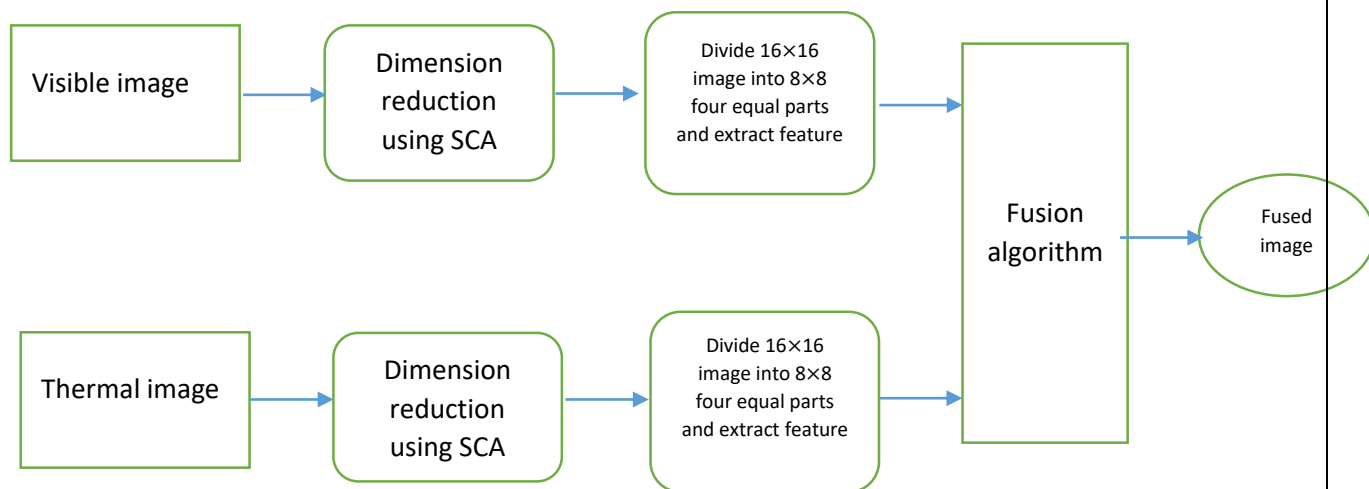 Visible image
Dimension
reduction
using SCA
Divide 16×16
image into 8×8
four equal parts
and extract feature
Fusion
algorithm
Fused
image
Thermal image
Dimension
reduction
using SCA
Divide 16×16
image into 8×8
four equal parts
and extract feature